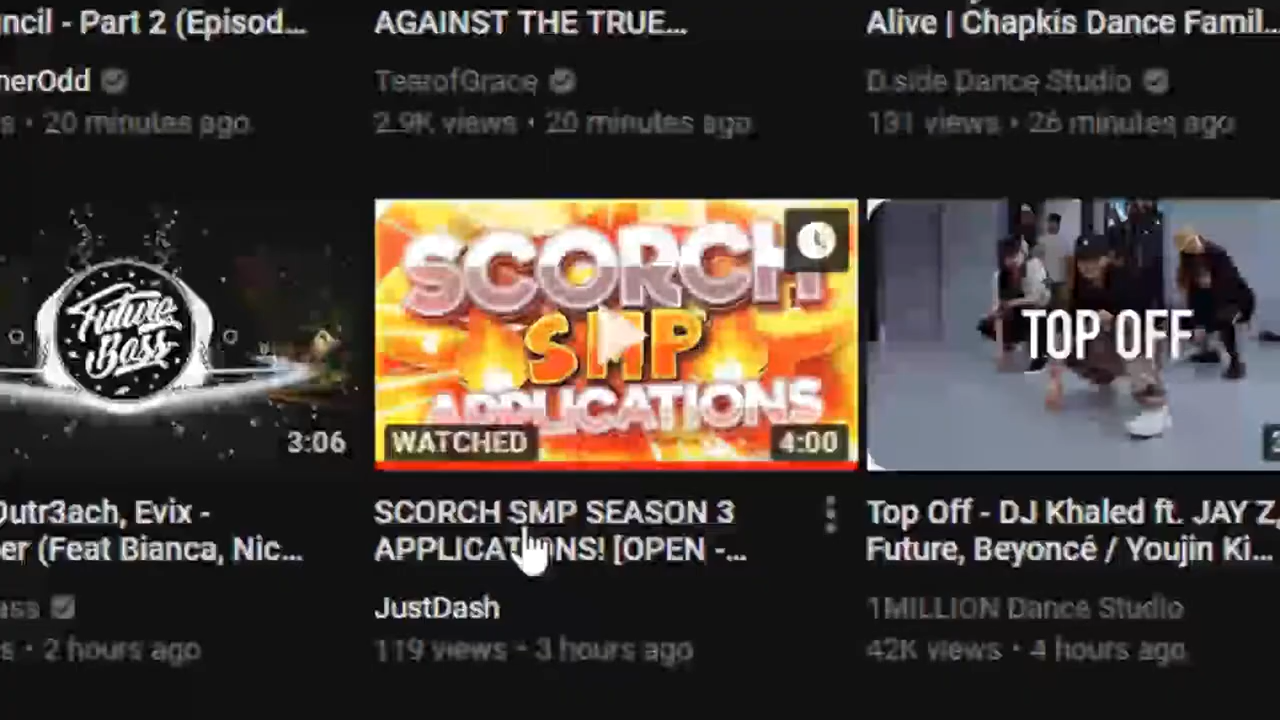 ncil - Part 2 (Episod...
nerOdd
20 minutes ago
AGAINST THE TRUE...
TearofGrace
2.9K views • 20 minutes ago
Alive | Chapkis Dance Famil...
D.side Dance Studio
131 views • 26 minutes ago
Future
Bass
3:06
SCORCH
SMP
APPLICATIONS
WATCHED
4:00
TOP OFF
Outr3ach, Evix -
er (Feat Bianca, Nic...
ass
s • 2 hours ago
SCORCH SMP SEASON 3
APPLICATIONS! [OPEN -...
JustDash
119 views • 3 hours ago
Top Off - DJ Khaled ft. JAY Z,
Future, Beyoncé / Youjin Ki...
1MILLION Dance Studio
42K views • 4 hours ago